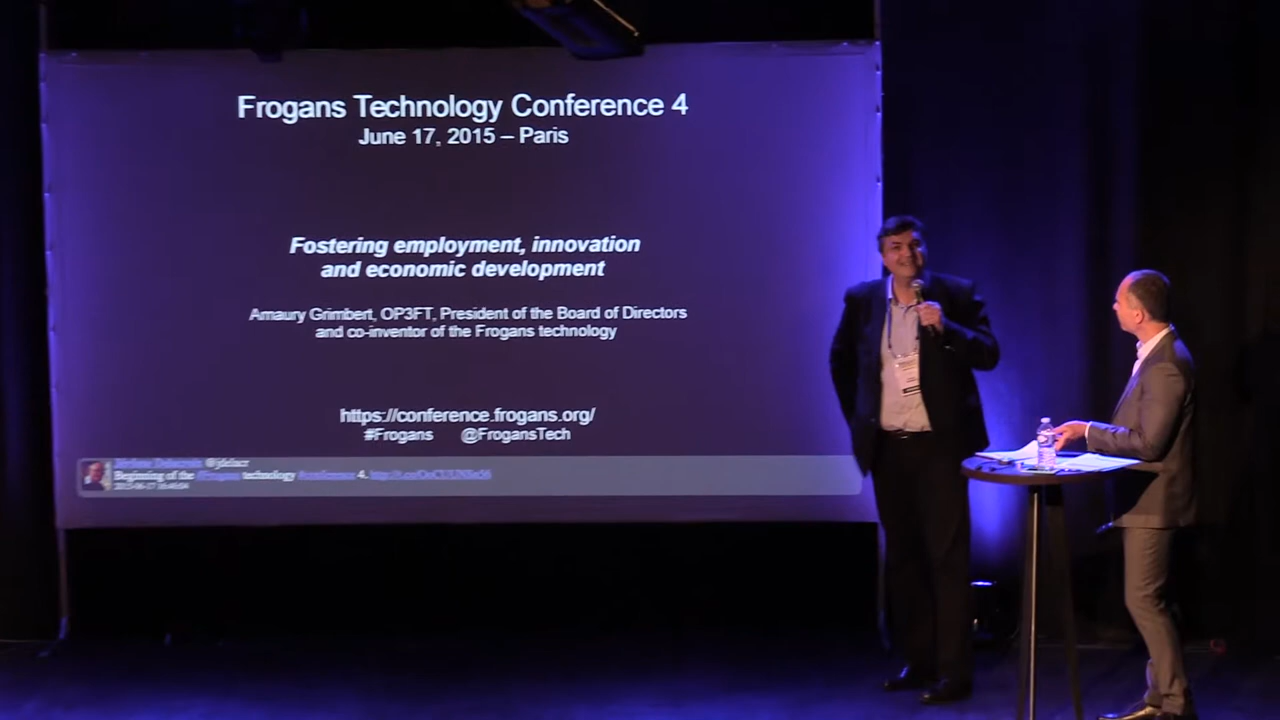 Frogans Technology Conference 4
June 17, 2015 – Paris
Fostering employment, innovation
and economic development
Amaury Grimbert, OP3FT, President of the Board of Directors
and co-inventor of the Frogans technology
https://conference.frogans.org/
#Frogans @FrogansTech
Beginning of the #Frogans technology #conference 4.